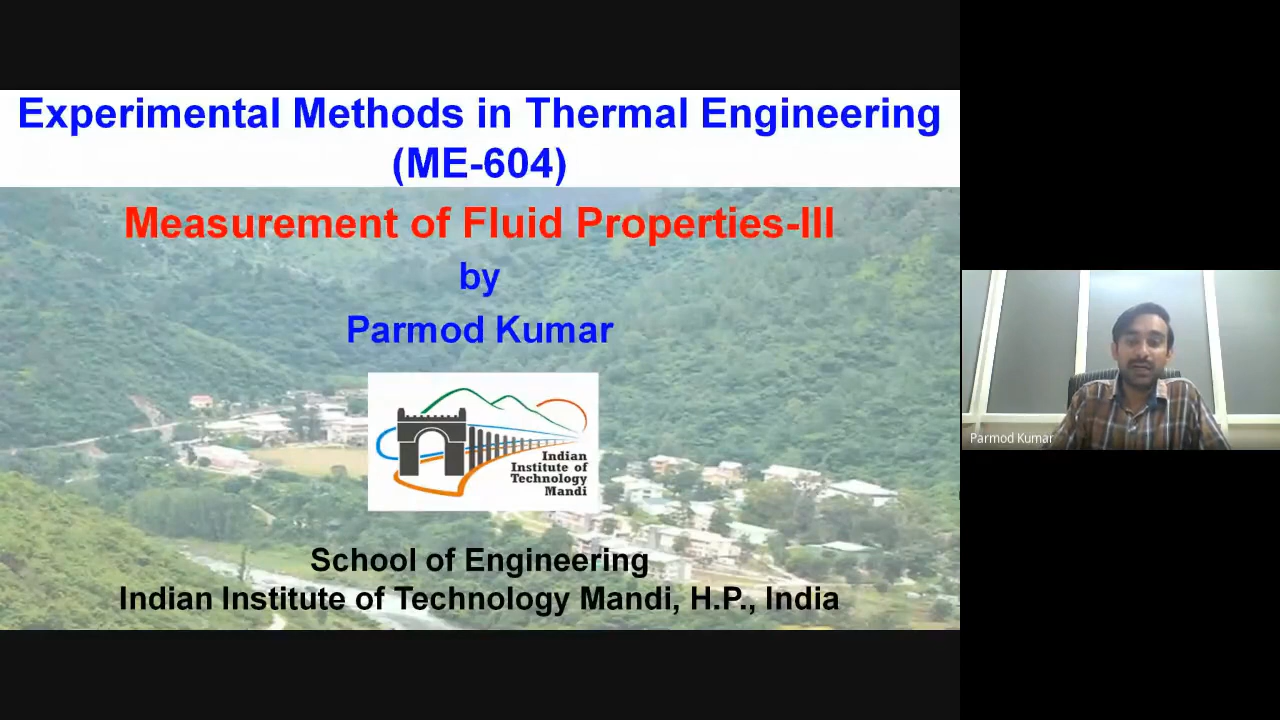 Experimental Methods in Thermal Engineering
(ME-604)
Measurement of Fluid Properties-III
by
Parmod Kumar
Indian
Institute of
Technology
Mandi
School of Engineering
Indian Institute of Technology Mandi, H.P., India
Parmod Kumar